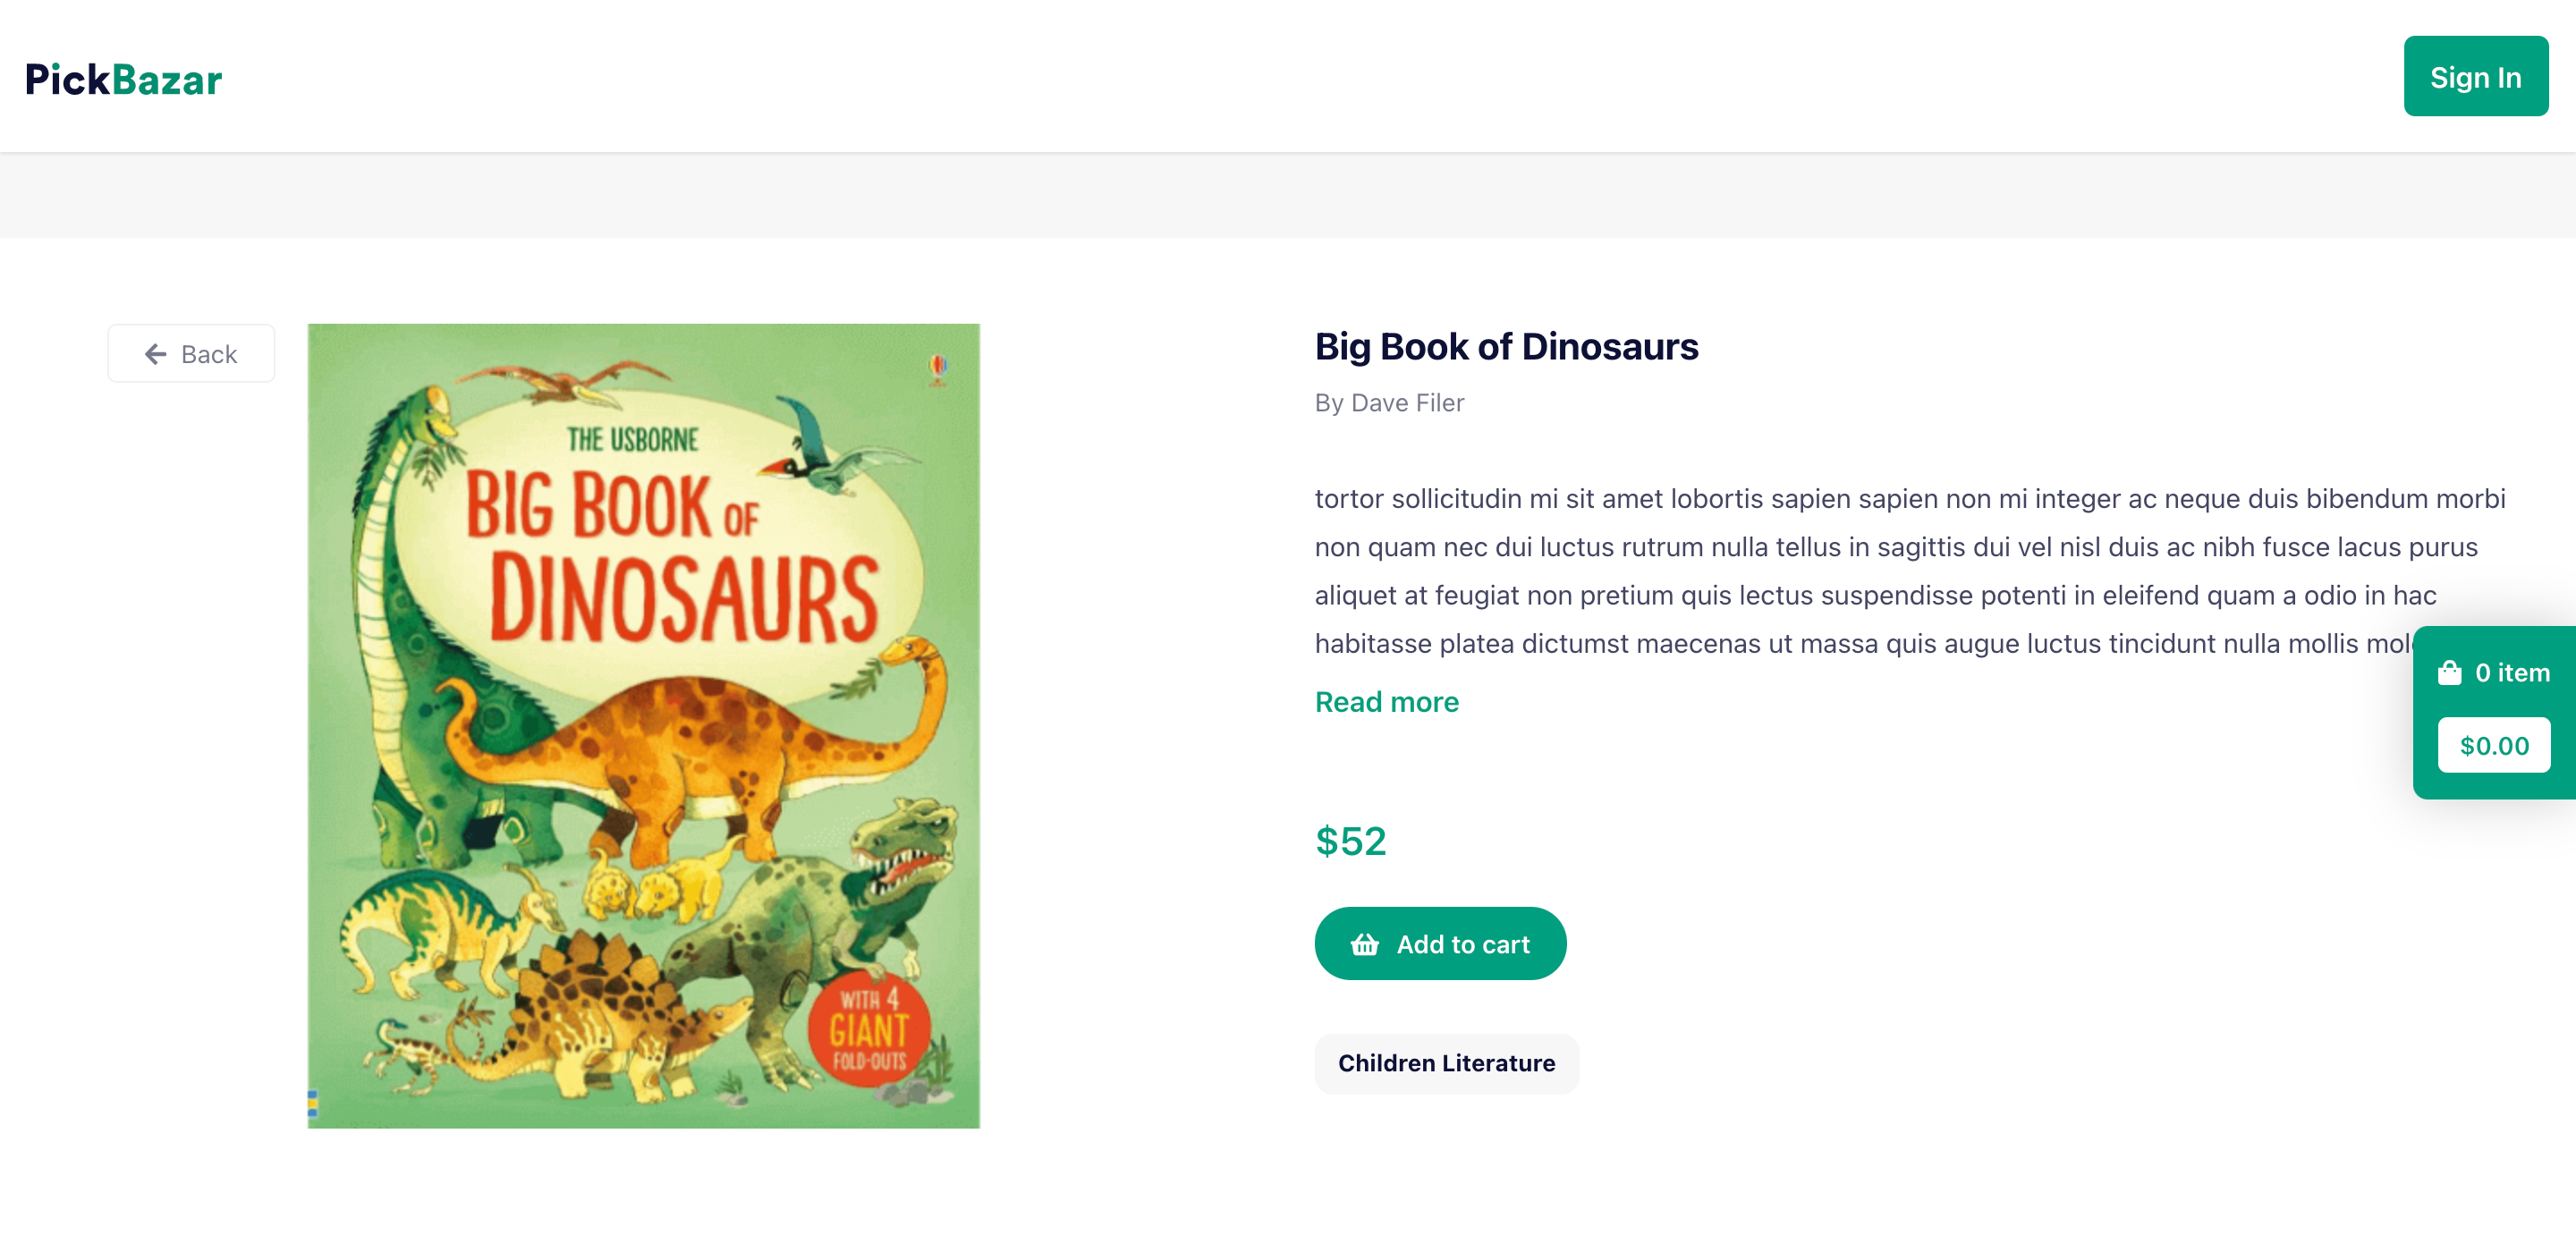 PickBazar
Sign In
Back
THE USBORNE
BIG BOOK OF
DINOSAURS
WITH 4
GIANT
FOLD-OUTS
Big Book of Dinosaurs
By Dave Filer
tortor sollicitudin mi sit amet lobortis sapien sapien non mi integer ac neque duis bibendum morbi
non quam nec dui luctus rutrum nulla tellus in sagittis dui vel nisl duis ac nibh fusce lacus purus
aliquet at feugiat non pretium quis lectus suspendisse potenti in eleifend quam a odio in hac
habitasse platea dictumst maecenas ut massa quis augue luctus tincidunt nulla mollis
Read more
0 item
$0.00
$52
Add to cart
Children Literature